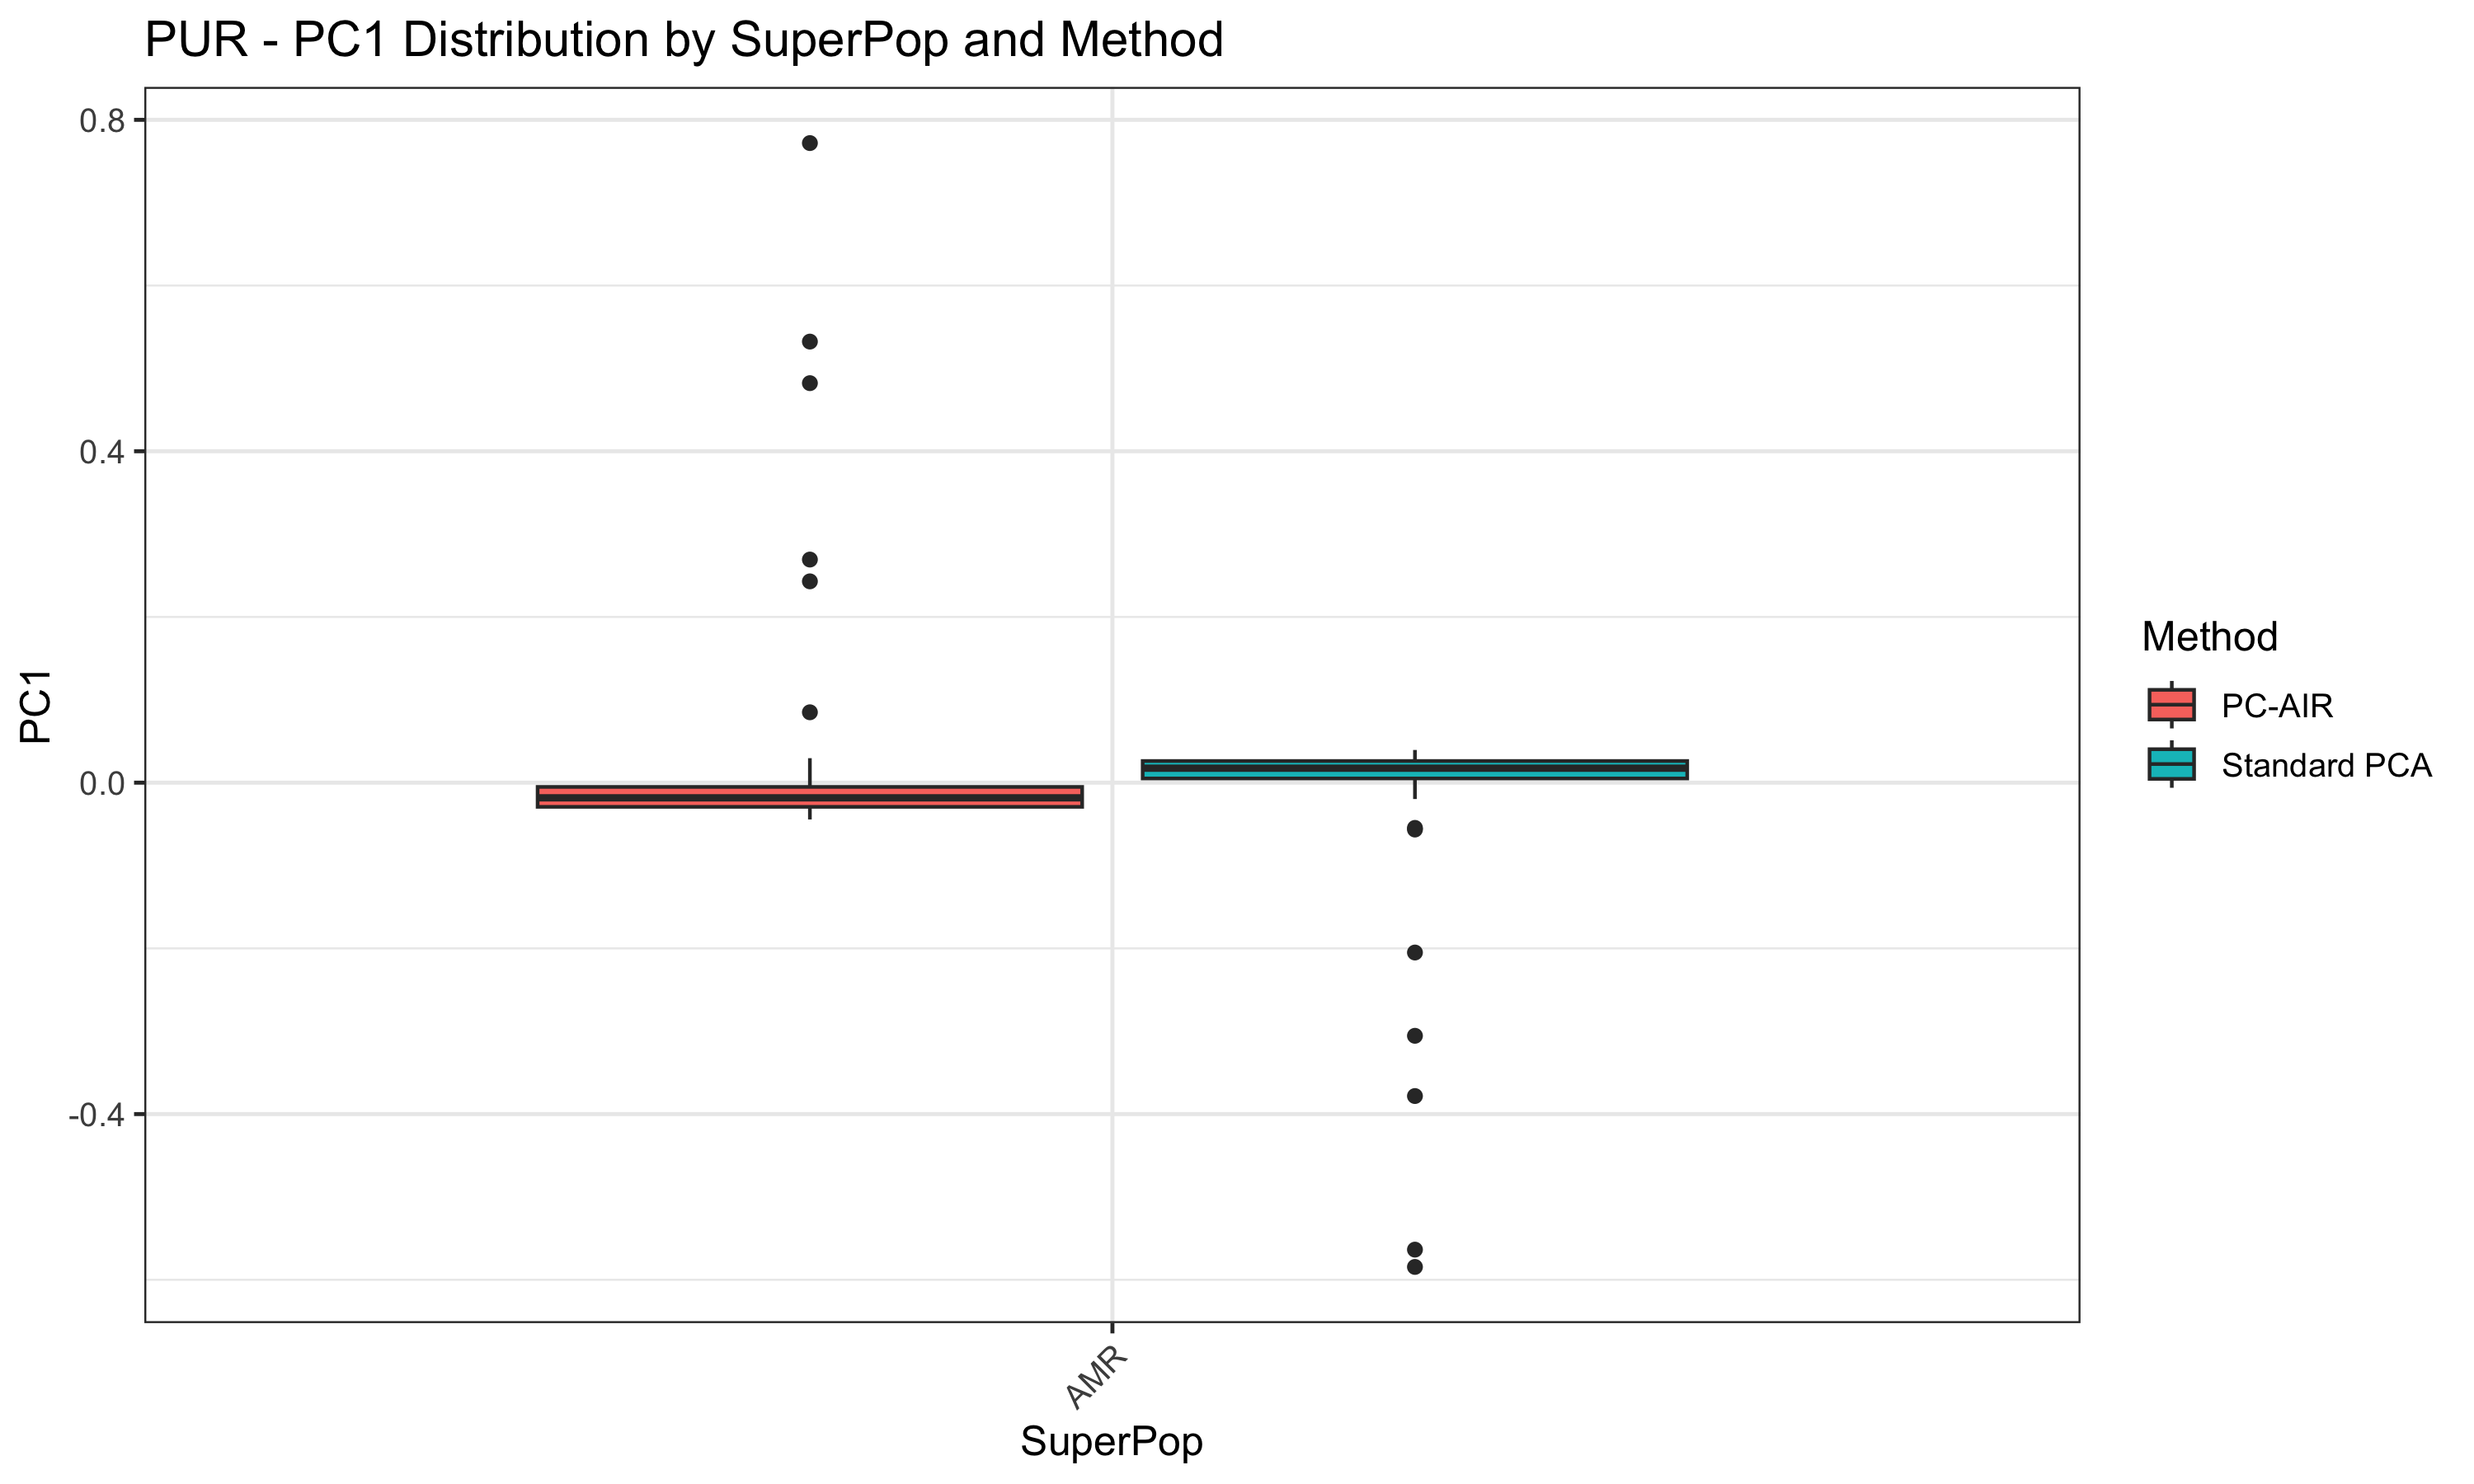 PUR - PC1 Distribution by SuperPop and Method
0.8
0.4
0.0
-0.4
PC1
AMR
SuperPop
Method
PC-AIR
Standard PCA